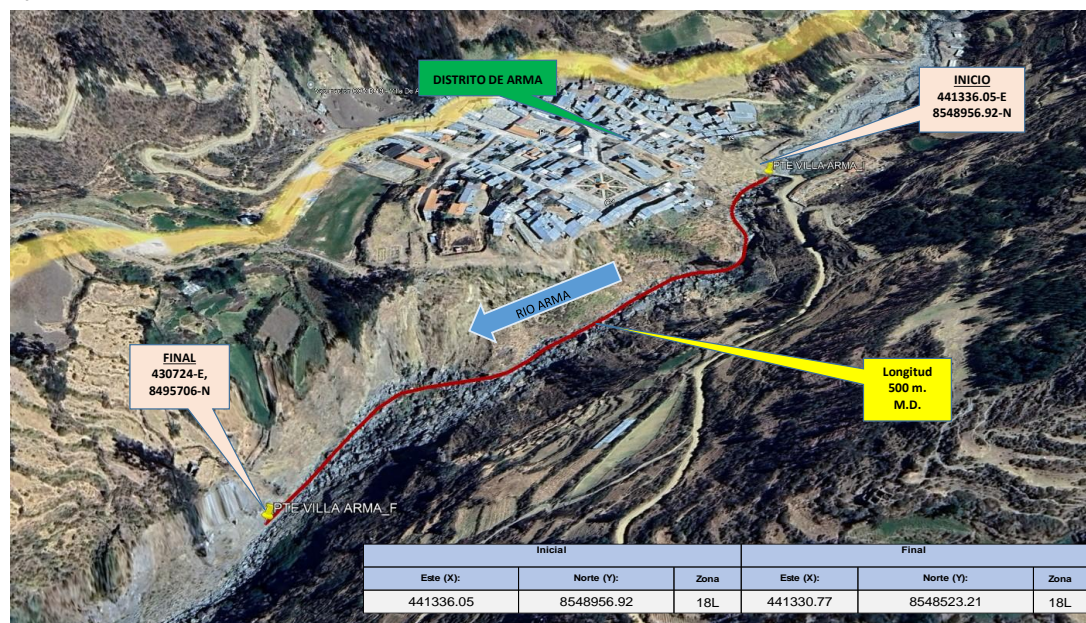 DISTRITO DE ARMA
INICIO
441336.05-E
8548956.92-N
PTE VILLA ARMA_I
RIO ARMA
FINAL
430724-E,
8495706-N
Longitud
500 m.
M.D.
PTE VILLA ARMA_F
Inicial Final
Este (X): Norte (Y): Zona Este (X): Norte (Y): Zona
441336.05 8548956.92 18L 441330.77 8548523.21 18L